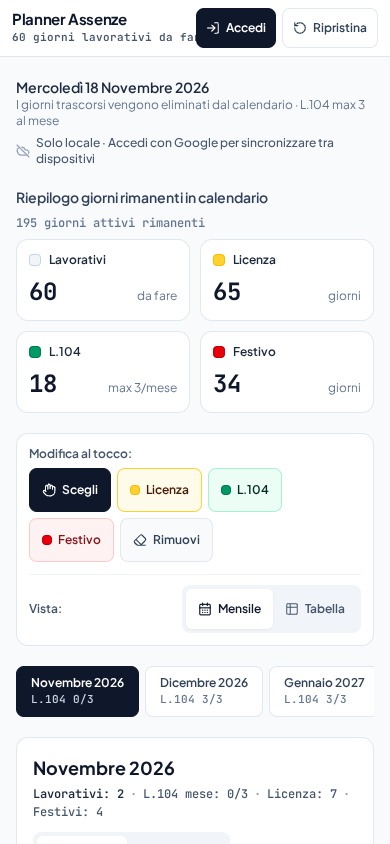 Planner Assenze
60 giorni lavorativi da
Accedi
Ripristina
Mercoledì 18 Novembre 2026
I giorni trascorsi vengono eliminati dal calendario · L.104 max 3
al mese
Solo locale · Accedi con Google per sincronizzare tra
dispositivi
Riepilogo giorni rimanenti in calendario
195 giorni attivi rimanenti
Lavorativi
60 da fare
Licenza
65 giorni
L.104
18 max 3/mese
Festivo
34 giorni
Modifica al tocco:
Scegli
Licenza
L.104
Festivo
Rimuovi
Vista:
Mensile
Tabella
Novembre 2026
L.104 0/3
Dicembre 2026
L.104 3/3
Gennaio 2027
L.104 3/3
Novembre 2026
Lavorativi: 2 · L.104 mese: 0/3 · Licenza: 7 ·
Festivi: 4